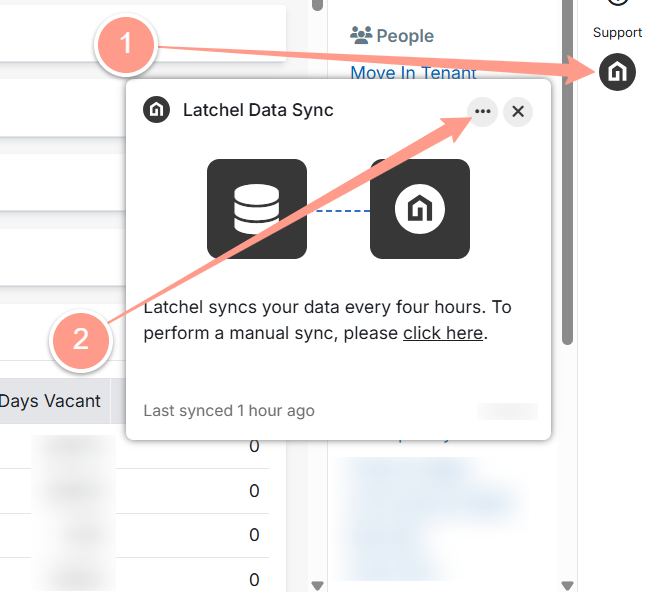 1
Support
People
Move In Tenant
Latchel Data Sync
Latchel syncs your data every four hours. To
perform a manual sync, please click here.
2
Days Vacant
Last synced 1 hour ago
0
0
0
0